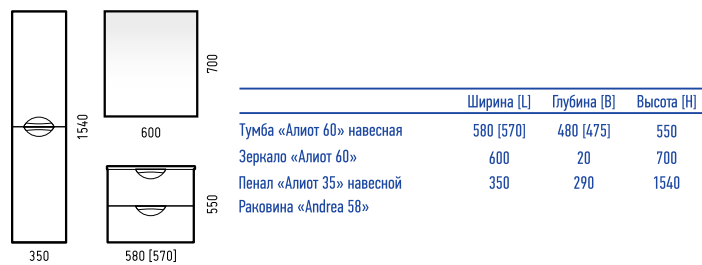 1540
350
700
600
550
580 [570]
Ширина [L] Глубина [B] Высота [H]
Тумба «Алиот 60» навесная 580 [570] 480 [475] 550
Зеркало «Алиот 60» 600 20 700
Пенал «Алиот 35» навесной 350 290 1540
Раковина «Andrea 58»